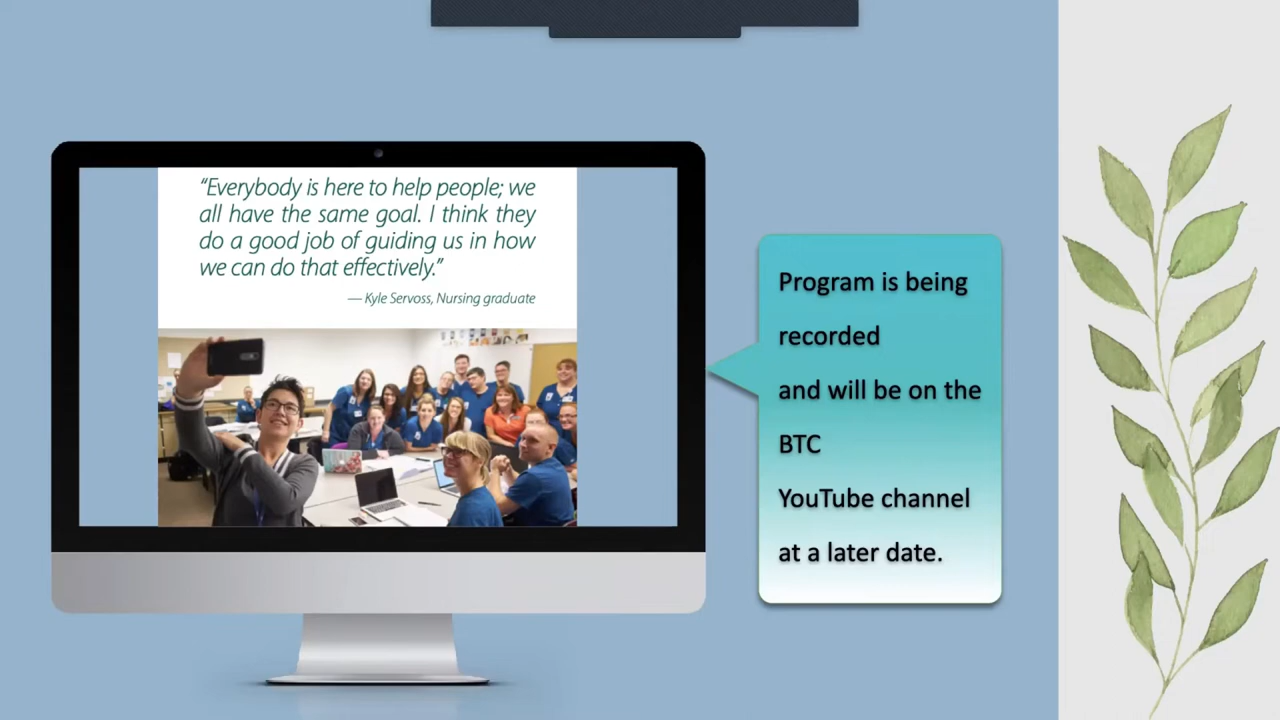 “Everybody is here to help people; we
all have the same goal. I think they
do a good job of guiding us in how
we can do that effectively.”
— Kyle Servoss, Nursing graduate
Program is being
recorded
and will be on the
BTC
YouTube channel
at a later date.